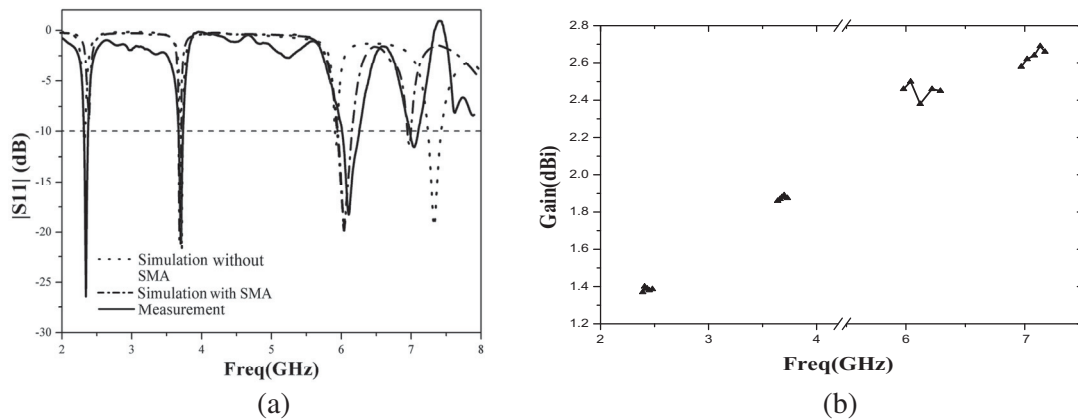 0
-5
-10
-15
-20
-25
-30
|S11| (dB)
Simulation without
SMA
Simulation with SMA
Measurement
2 3 4 5 6 7 8
Freq(GHz)
(a)
2.8
2.6
2.4
2.2
2.0
1.8
1.6
1.4
1.2
Gain(dBi)
2 3 4 6 7
Freq(GHz)
(b)